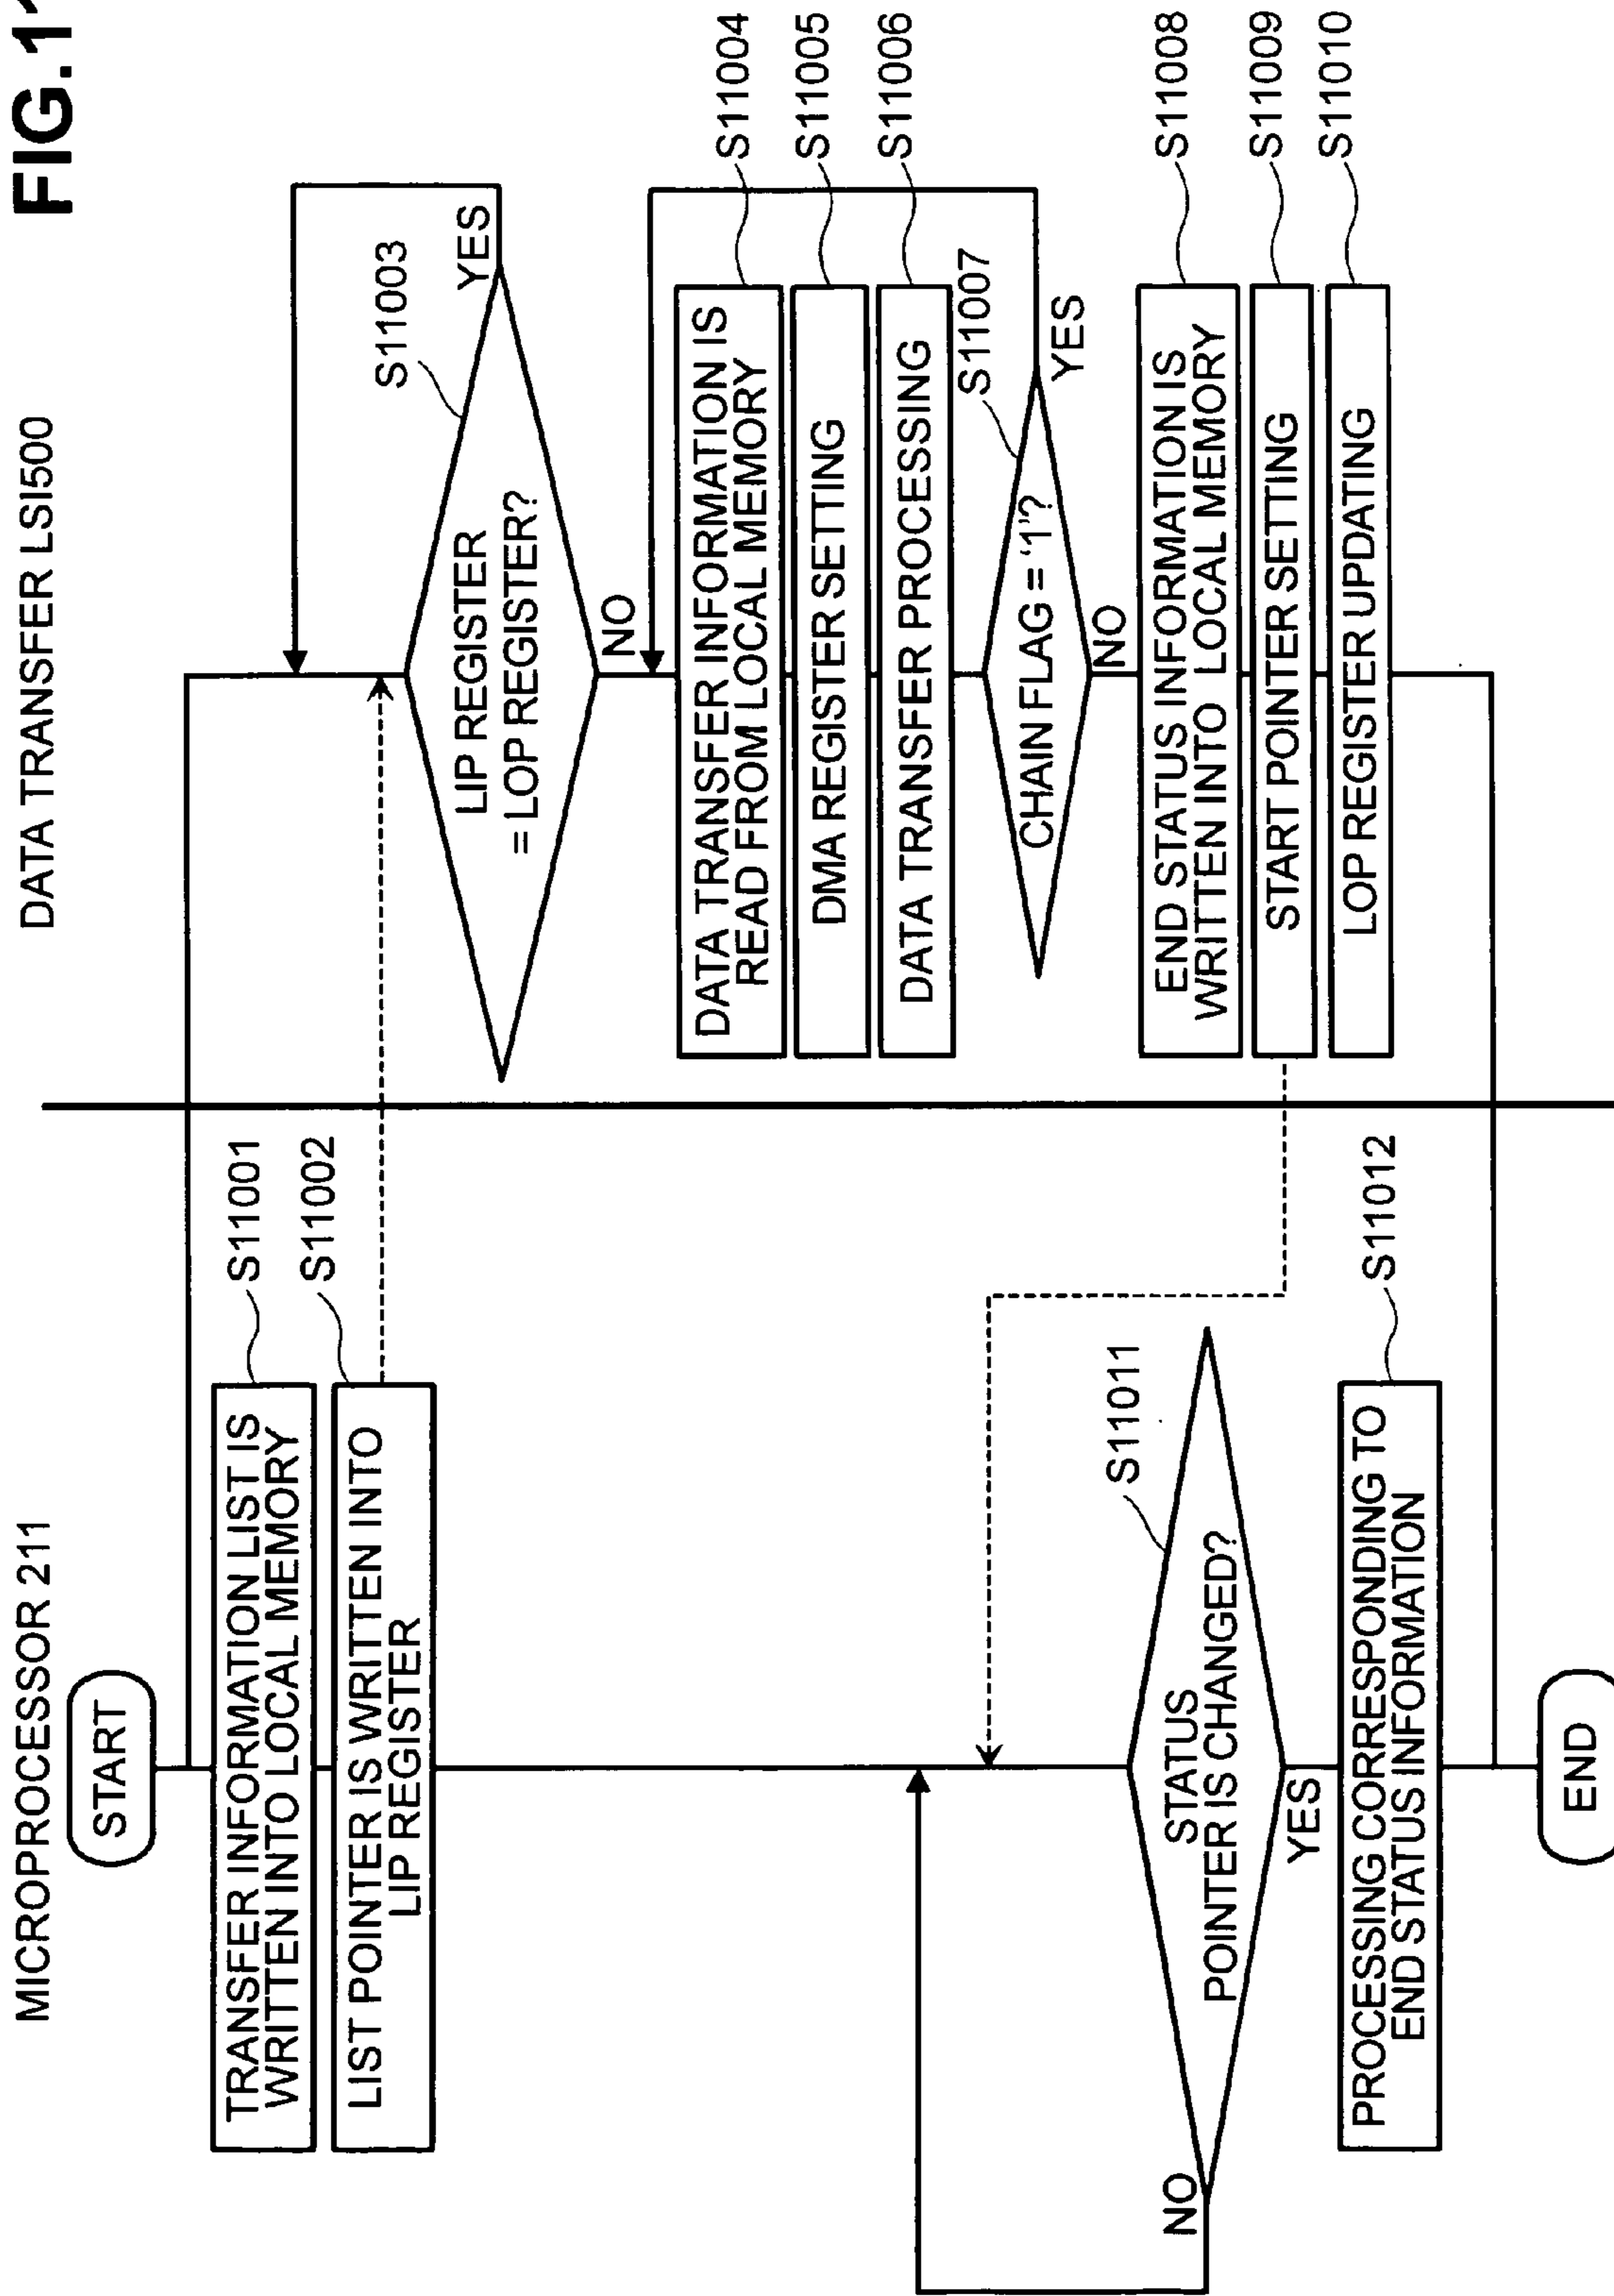 FIG.11
MICROPROCESSOR 211
DATA TRANSFER LSI500
START
TRANSFER INFORMATION LIST IS
WRITTEN INTO LOCAL MEMORY
S11001
LIST POINTER IS WRITTEN INTO
LIP REGISTER
S11002
LIP REGISTER
= LOP REGISTER?
S11003
YES
NO
DATA TRANSFER INFORMATION IS
READ FROM LOCAL MEMORY
S11004
DMA REGISTER SETTING
S11005
DATA TRANSFER PROCESSING
S11006
CHAIN FLAG = '1'?
S11007
YES
NO
END STATUS INFORMATION IS
WRITTEN INTO LOCAL MEMORY
S11008
START POINTER SETTING
S11009
LOP REGISTER UPDATING
S11010
STATUS
POINTER IS CHANGED?
S11011
NO
YES
PROCESSING CORRESPONDING TO
END STATUS INFORMATION
S11012
END